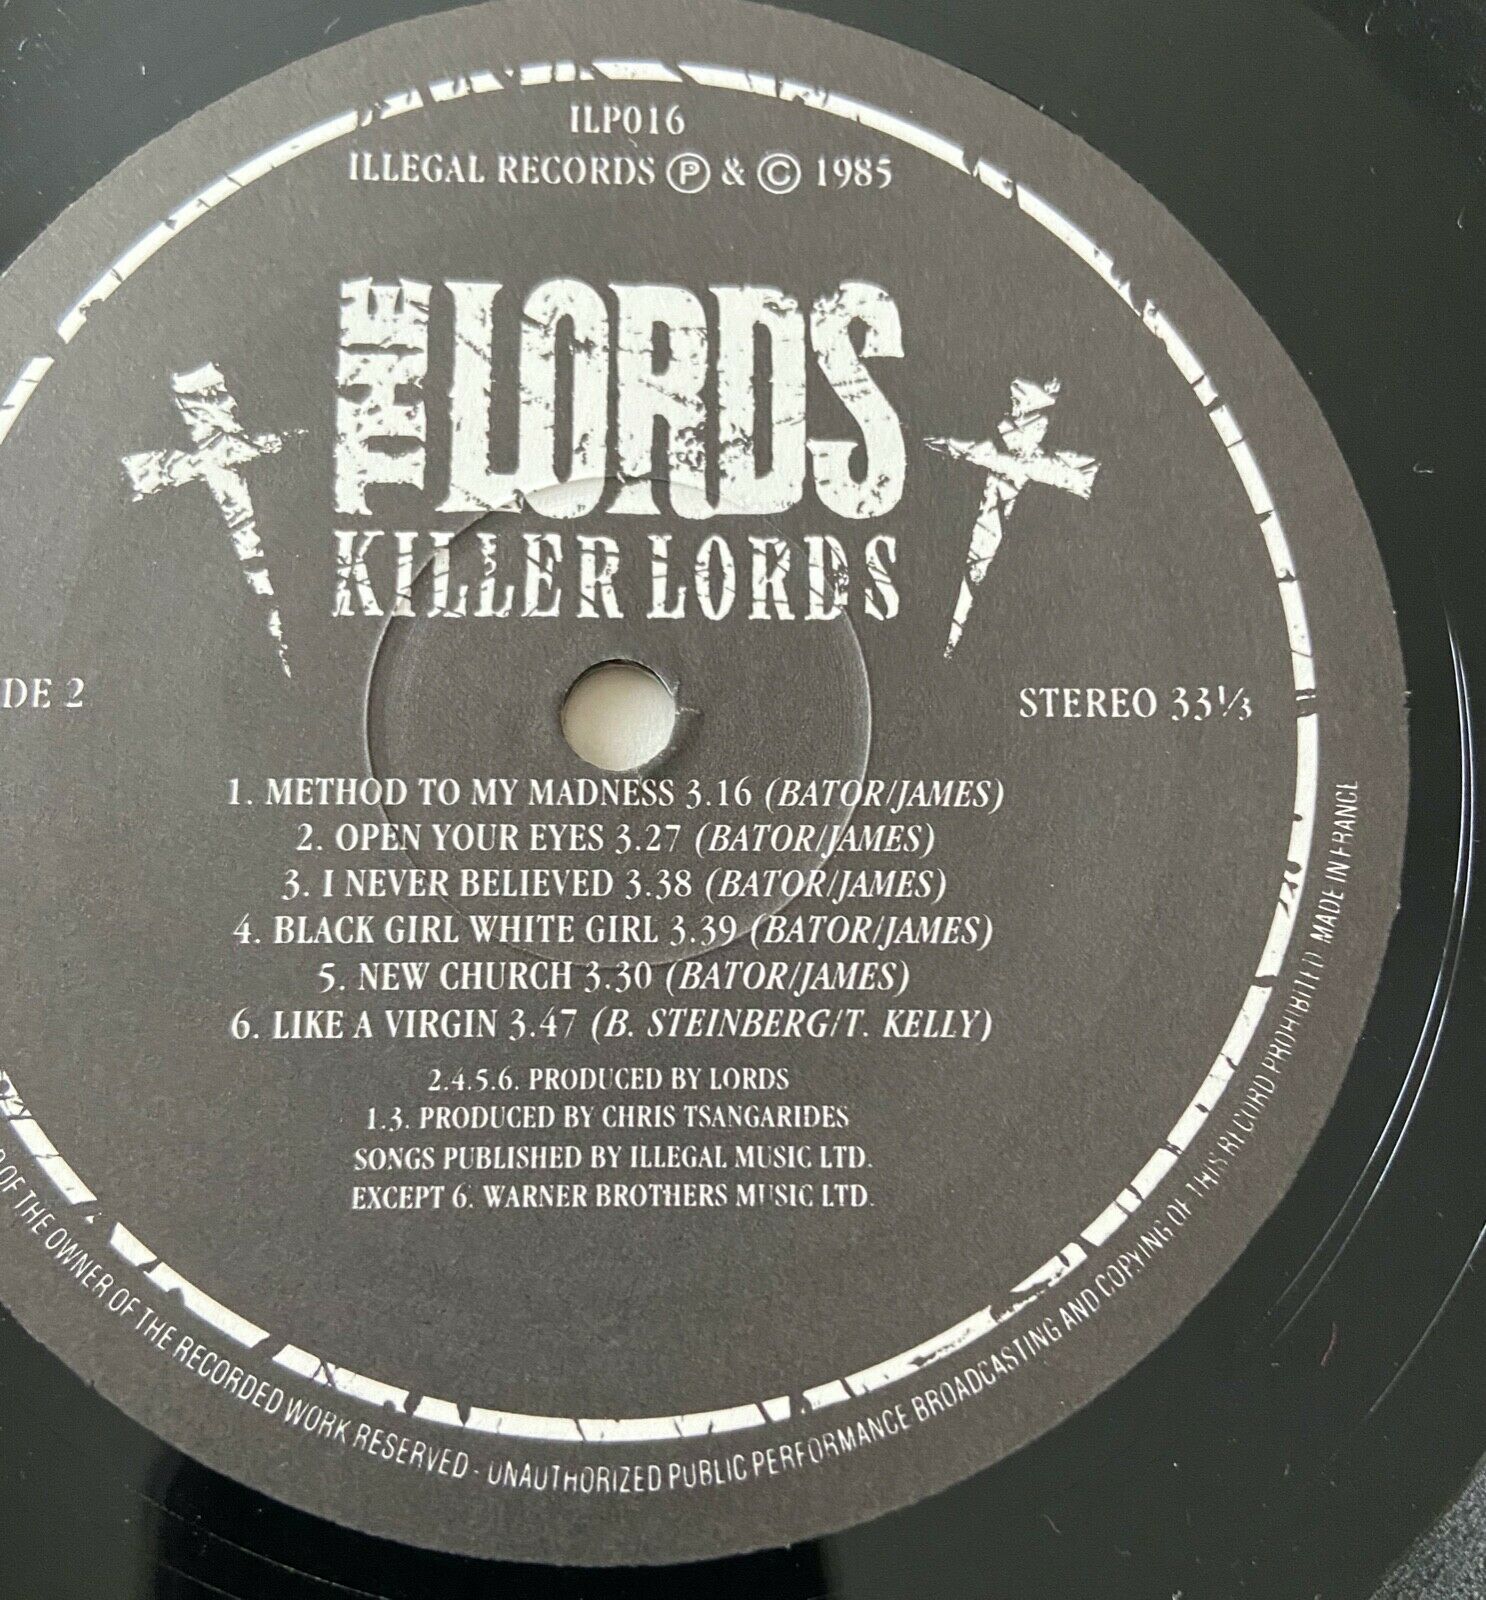 ILP016
ILLEGAL RECORDS Ⓟ & © 1985
THE LORDS
KILLER LORDS
DE 2
STEREO 33⅓
1. METHOD TO MY MADNESS 3.16 (BATOR/JAMES)
2. OPEN YOUR EYES 3.27 (BATOR/JAMES)
3. I NEVER BELIEVED 3.38 (BATOR/JAMES)
4. BLACK GIRL WHITE GIRL 3.39 (BATOR/JAMES)
5. NEW CHURCH 3.30 (BATOR/JAMES)
6. LIKE A VIRGIN 3.47 (B. STEINBERG/T. KELLY)
2.4.5.6. PRODUCED BY LORDS
1.3. PRODUCED BY CHRIS TSANGARIDES
SONGS PUBLISHED BY ILLEGAL MUSIC LTD.
EXCEPT 6. WARNER BROTHERS MUSIC LTD.
OF THE OWNER OF THE RECORDED WORK RESERVED - UNAUTHORIZED PUBLIC PERFORMANCE BROADCASTING AND COPYING OF THIS RECORD PROHIBITED MADE IN FRANCE